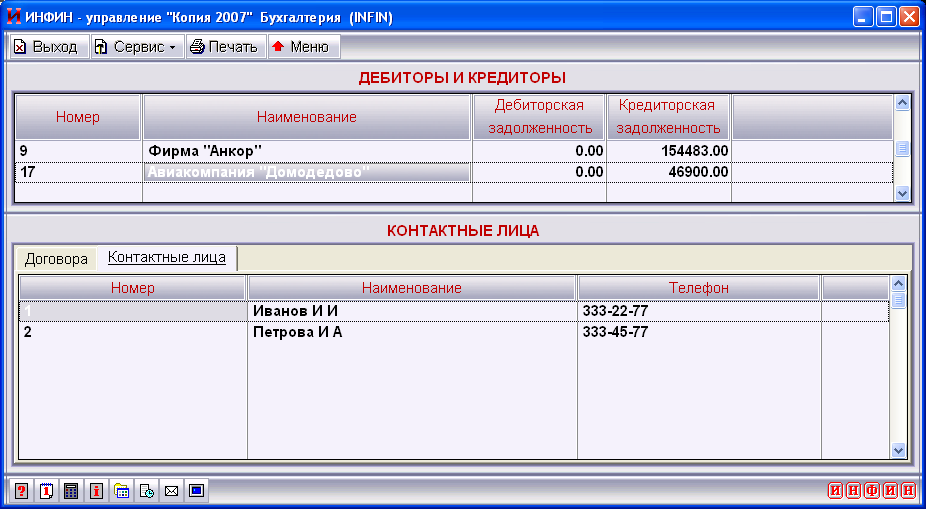 ИНФИН - управление "Копия 2007" Бухгалтерия (INFIN)
Выход Сервис Печать Меню
ДЕБИТОРЫ И КРЕДИТОРЫ
Номер Наименование Дебиторская задолженность Кредиторская задолженность
9 Фирма "Анкор" 0.00 154483.00
17 Авиакомпания "Домодедово" 0.00 46900.00
КОНТАКТНЫЕ ЛИЦА
Договора Контактные лица
Номер Наименование Телефон
1 Иванов И И 333-22-77
2 Петрова И А 333-45-77
И Н Ф И Н